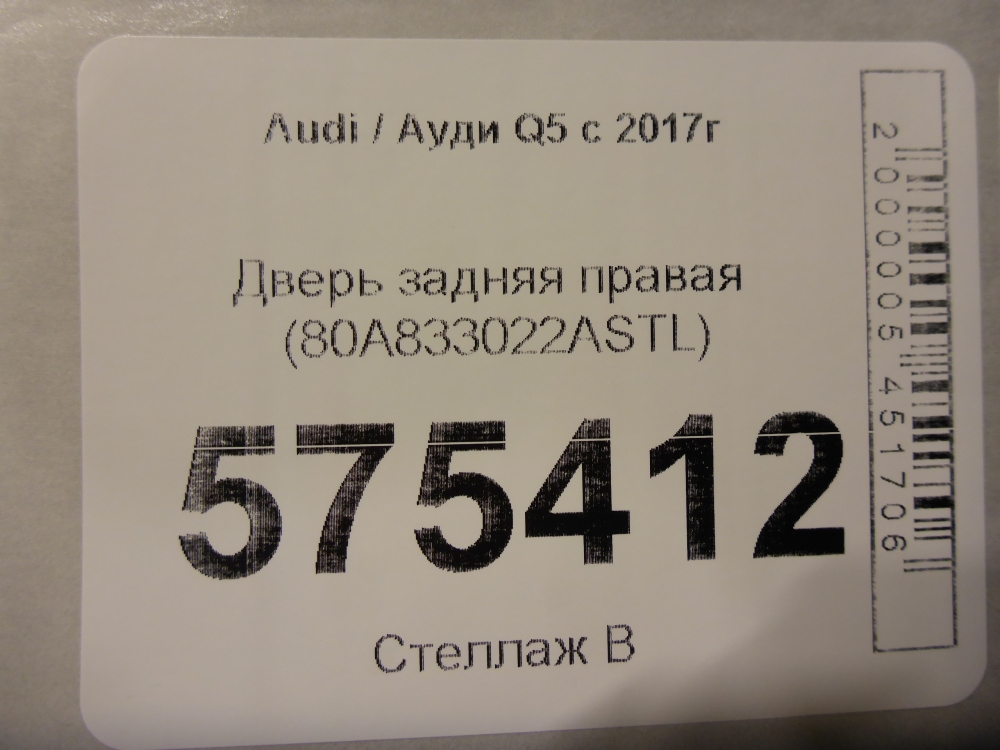 Audi / Ауди Q5 с 2017г
Дверь задняя правая
(80A833022ASTL)
575412
Стеллаж В
2000005451706